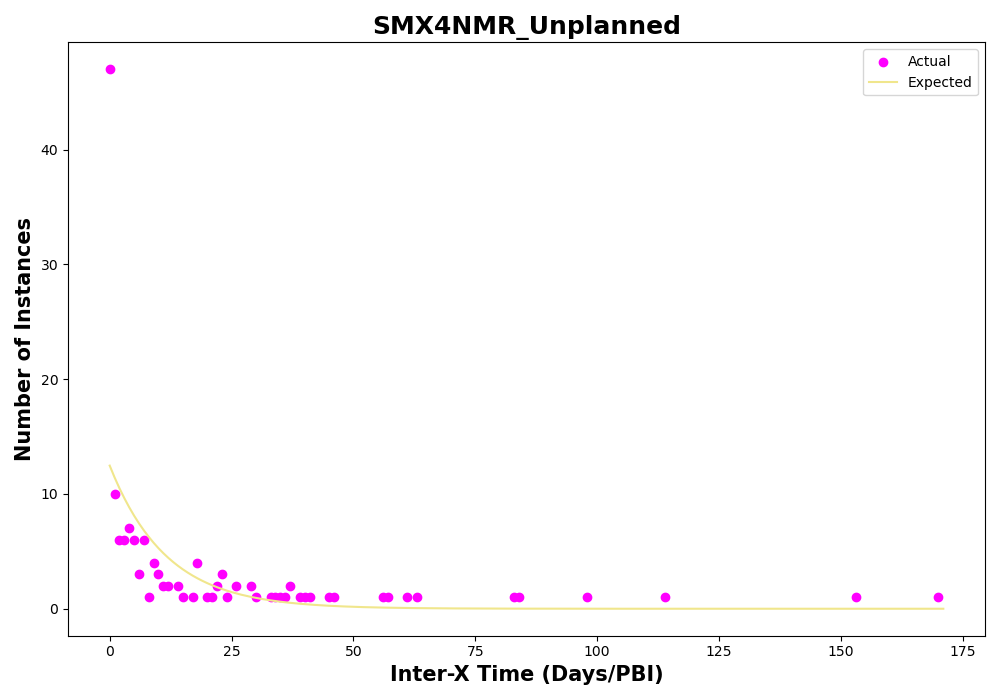 SMX4NMR_Unplanned
Actual
Expected
Number of Instances
40
30
20
10
0
0
25
50
75
100
125
150
175
Inter-X Time (Days/PBI)